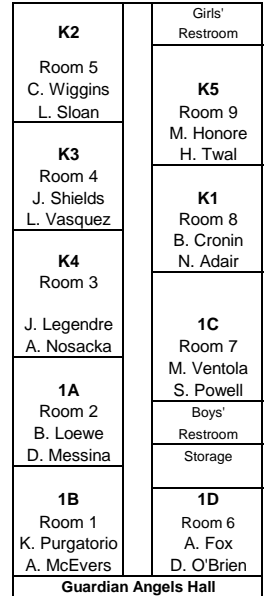 K2
Room 5
C. Wiggins
L. Sloan
K3
Room 4
J. Shields
L. Vasquez
K4
Room 3
J. Legendre
A. Nosacka
1A
Room 2
B. Loewe
D. Messina
1B
Room 1
K. Purgatorio
A. McEvers
Girls'
Restroom
K5
Room 9
M. Honore
H. Twal
K1
Room 8
B. Cronin
N. Adair
1C
Room 7
M. Ventola
S. Powell
Boys'
Restroom
Storage
1D
Room 6
A. Fox
D. O'Brien
Guardian Angels Hall